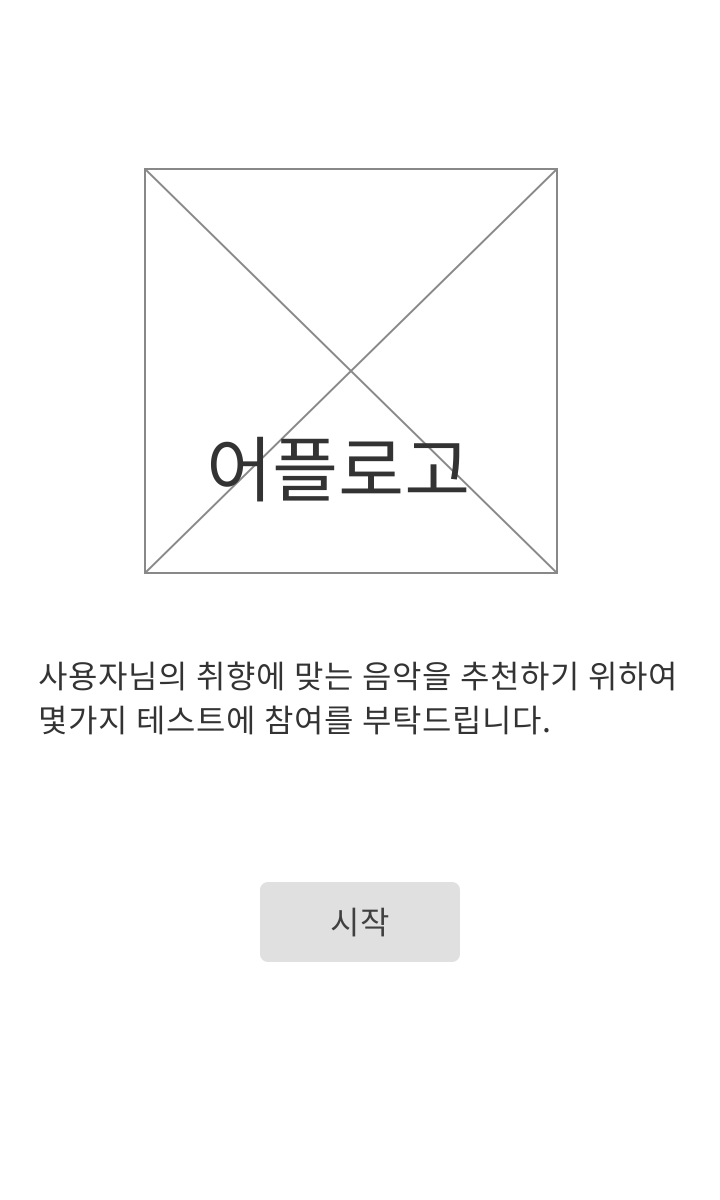 어플로고
사용자님의 취향에 맞는 음악을 추천하기 위하여
몇가지 테스트에 참여를 부탁드립니다.
시작